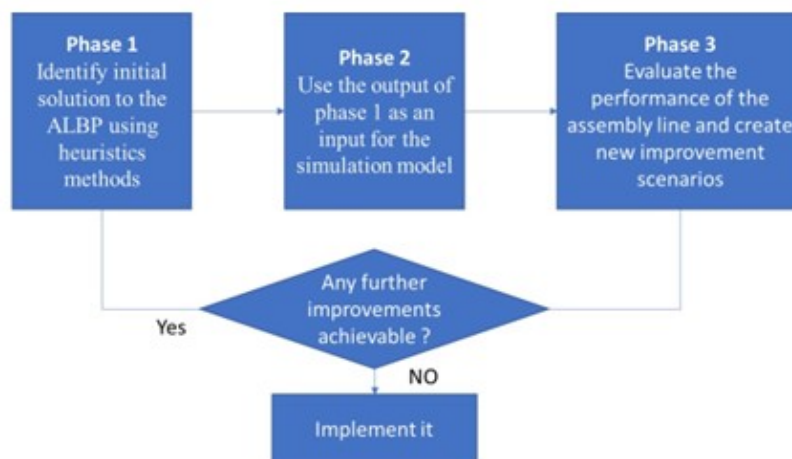 Phase 1
Identify initial
solution to the
ALBP using
heuristics
methods
Phase 2
Use the output of
phase 1 as an
input for the
simulation model
Phase 3
Evaluate the
performance of the
assembly line and create
new improvement
scenarios
Any further
improvements
achievable ?
Yes
NO
Implement it